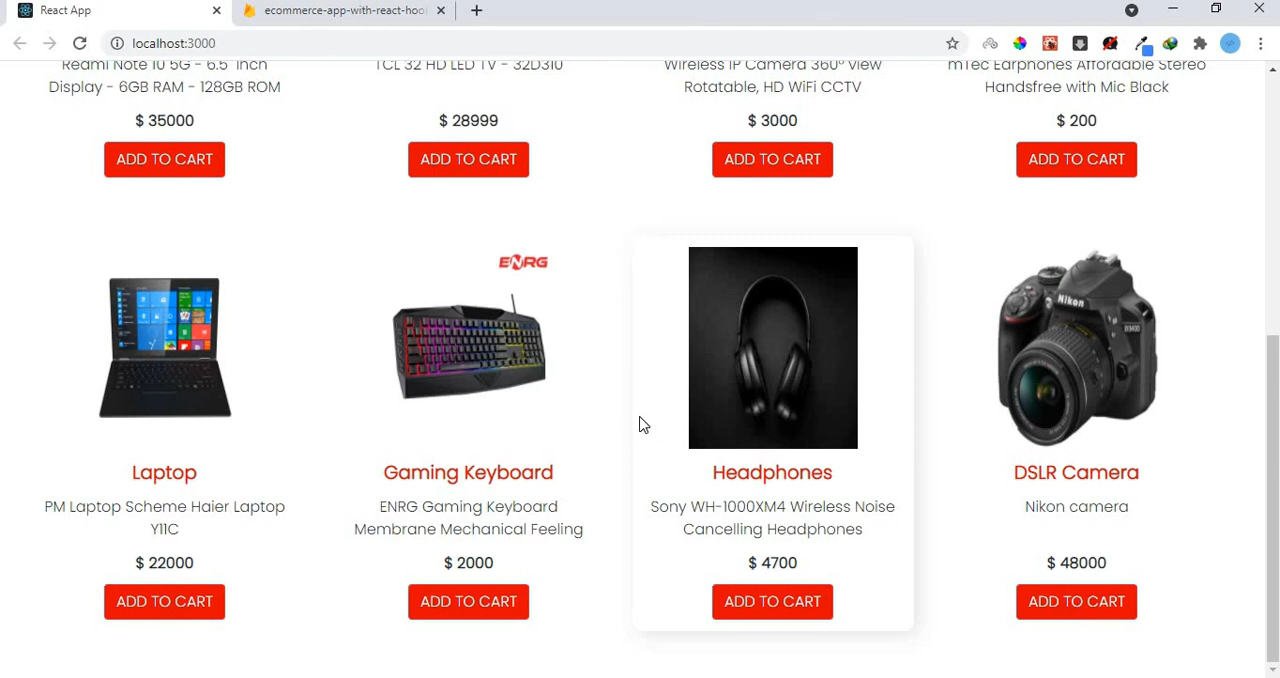 React App
ecommerce-app-with-react-hoo
localhost:3000
Redmi Note 10 5G - 6.5" Inch
Display - 6GB RAM - 128GB ROM
$ 35000
ADD TO CART
TCL 32 HD LED TV - 32D310
$ 28999
ADD TO CART
Wireless IP Camera 360° View
Rotatable, HD WiFi CCTV
$ 3000
ADD TO CART
mTec Earphones Affordable Stereo
Handsfree with Mic Black
$ 200
ADD TO CART
Laptop
PM Laptop Scheme Haier Laptop
Y11C
$ 22000
ADD TO CART
ENRG
Gaming Keyboard
ENRG Gaming Keyboard
Membrane Mechanical Feeling
$ 2000
ADD TO CART
Headphones
Sony WH-1000XM4 Wireless Noise
Cancelling Headphones
$ 4700
ADD TO CART
Nikon
D3400
DSLR Camera
Nikon camera
$ 48000
ADD TO CART